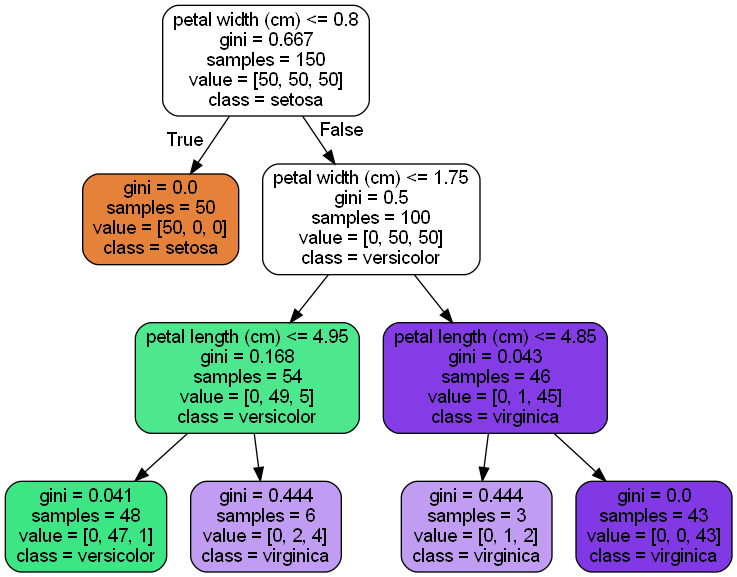 petal width (cm) <= 0.8
gini = 0.667
samples = 150
value = [50, 50, 50]
class = setosa
True
False
gini = 0.0
samples = 50
value = [50, 0, 0]
class = setosa
petal width (cm) <= 1.75
gini = 0.5
samples = 100
value = [0, 50, 50]
class = versicolor
petal length (cm) <= 4.95
gini = 0.168
samples = 54
value = [0, 49, 5]
class = versicolor
petal length (cm) <= 4.85
gini = 0.043
samples = 46
value = [0, 1, 45]
class = virginica
gini = 0.041
samples = 48
value = [0, 47, 1]
class = versicolor
gini = 0.444
samples = 6
value = [0, 2, 4]
class = virginica
gini = 0.444
samples = 3
value = [0, 1, 2]
class = virginica
gini = 0.0
samples = 43
value = [0, 0, 43]
class = virginica